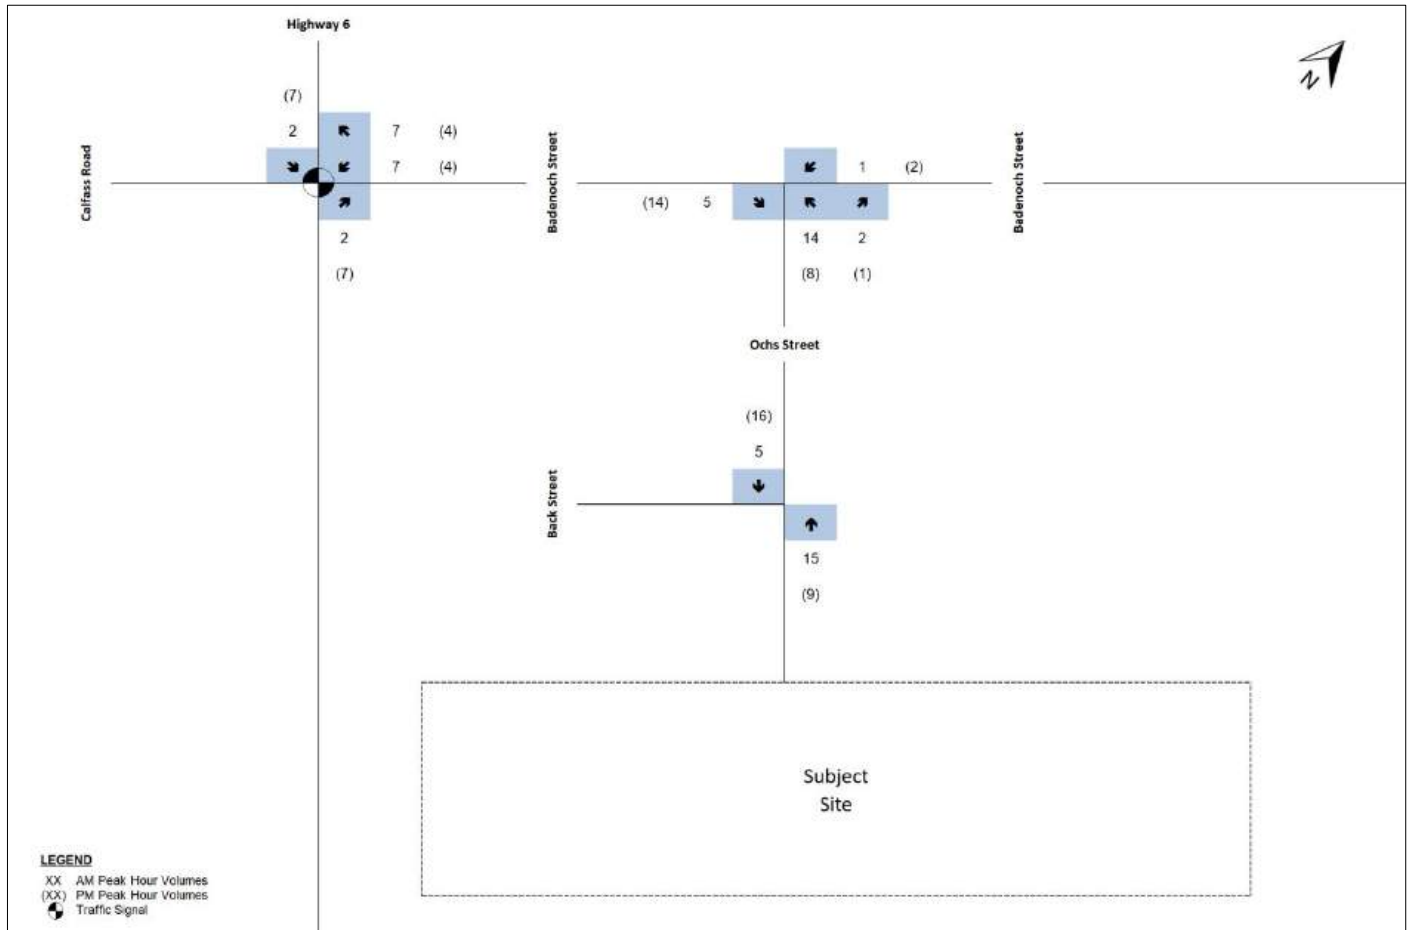 Highway 6
N
(7)
2
7 (4)
7 (4)
Calfass Road
2
(7)
Badenoch Street
1 (2)
(14) 5
14 2
(8) (1)
Badenoch Street
Ochs Street
(16)
5
Back Street
15
(9)
Subject
Site
LEGEND
XX AM Peak Hour Volumes
(XX) PM Peak Hour Volumes
Traffic Signal